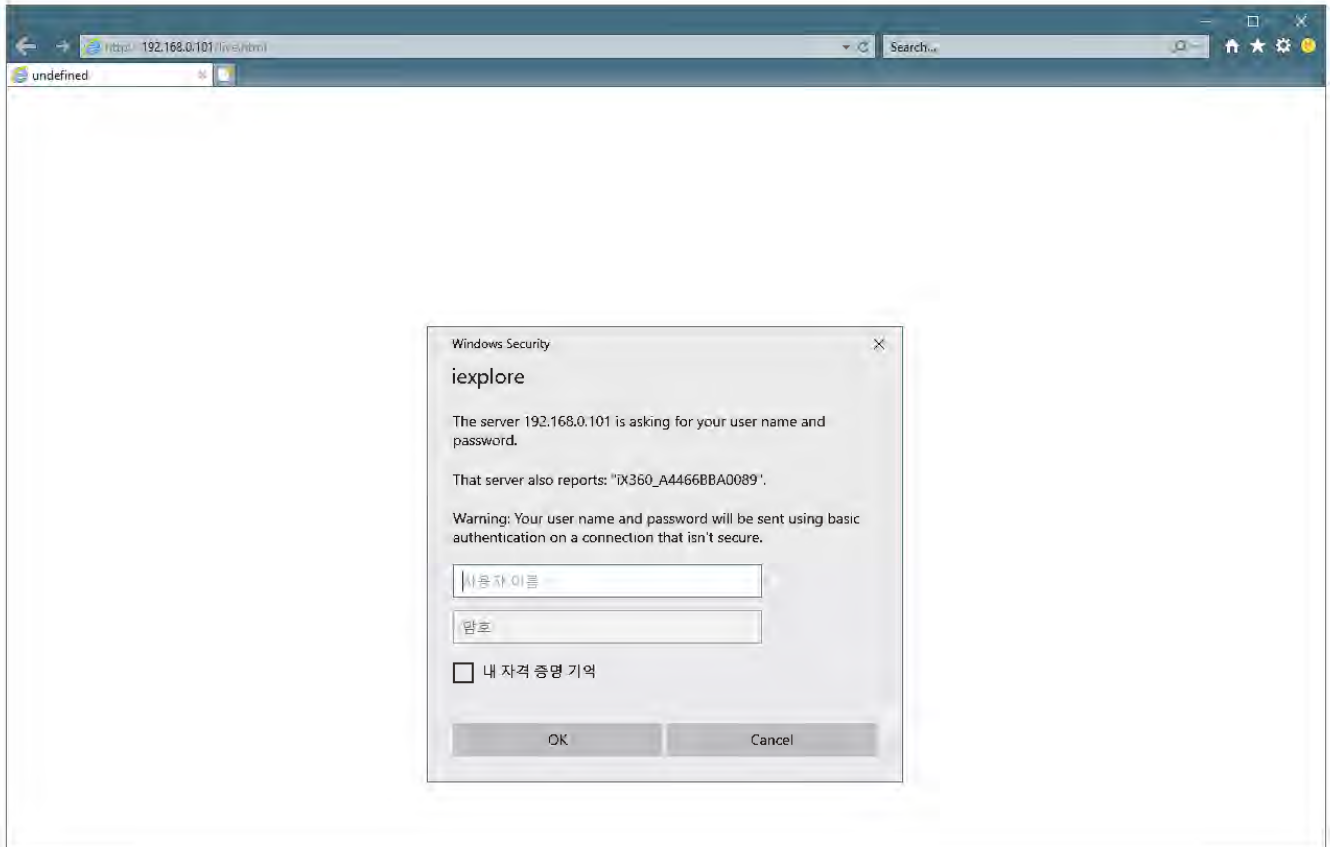 http://192.168.0.101/live.html
Search...
undefined
Windows Security
iexplore
The server 192.168.0.101 is asking for your user name and
password.
That server also reports: "iX360_A4466BBA0089".
Warning: Your user name and password will be sent using basic
authentication on a connection that isn't secure.
사용자 이름
암호
내 자격 증명 기억
OK
Cancel